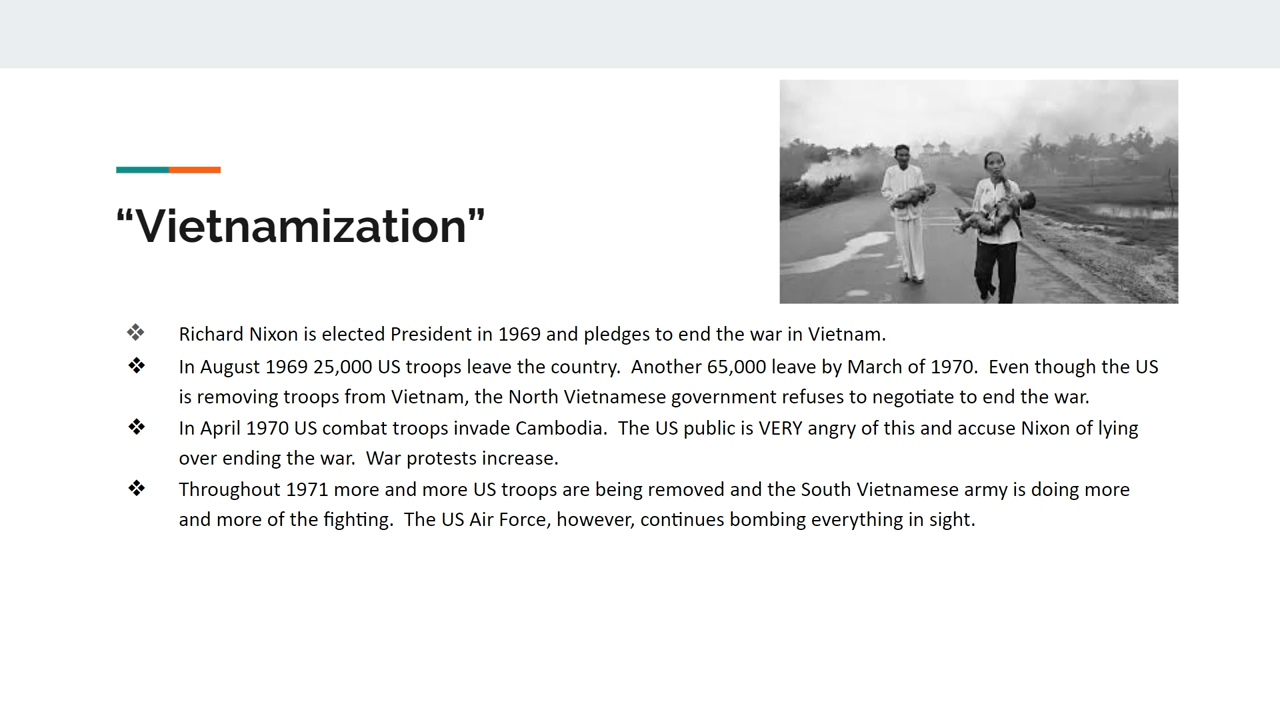 “Vietnamization”
❖ Richard Nixon is elected President in 1969 and pledges to end the war in Vietnam.
❖ In August 1969 25,000 US troops leave the country.  Another 65,000 leave by March of 1970.  Even though the US
is removing troops from Vietnam, the North Vietnamese government refuses to negotiate to end the war.
❖ In April 1970 US combat troops invade Cambodia.  The US public is VERY angry of this and accuse Nixon of lying
over ending the war.  War protests increase.
❖ Throughout 1971 more and more US troops are being removed and the South Vietnamese army is doing more
and more of the fighting.  The US Air Force, however, continues bombing everything in sight.